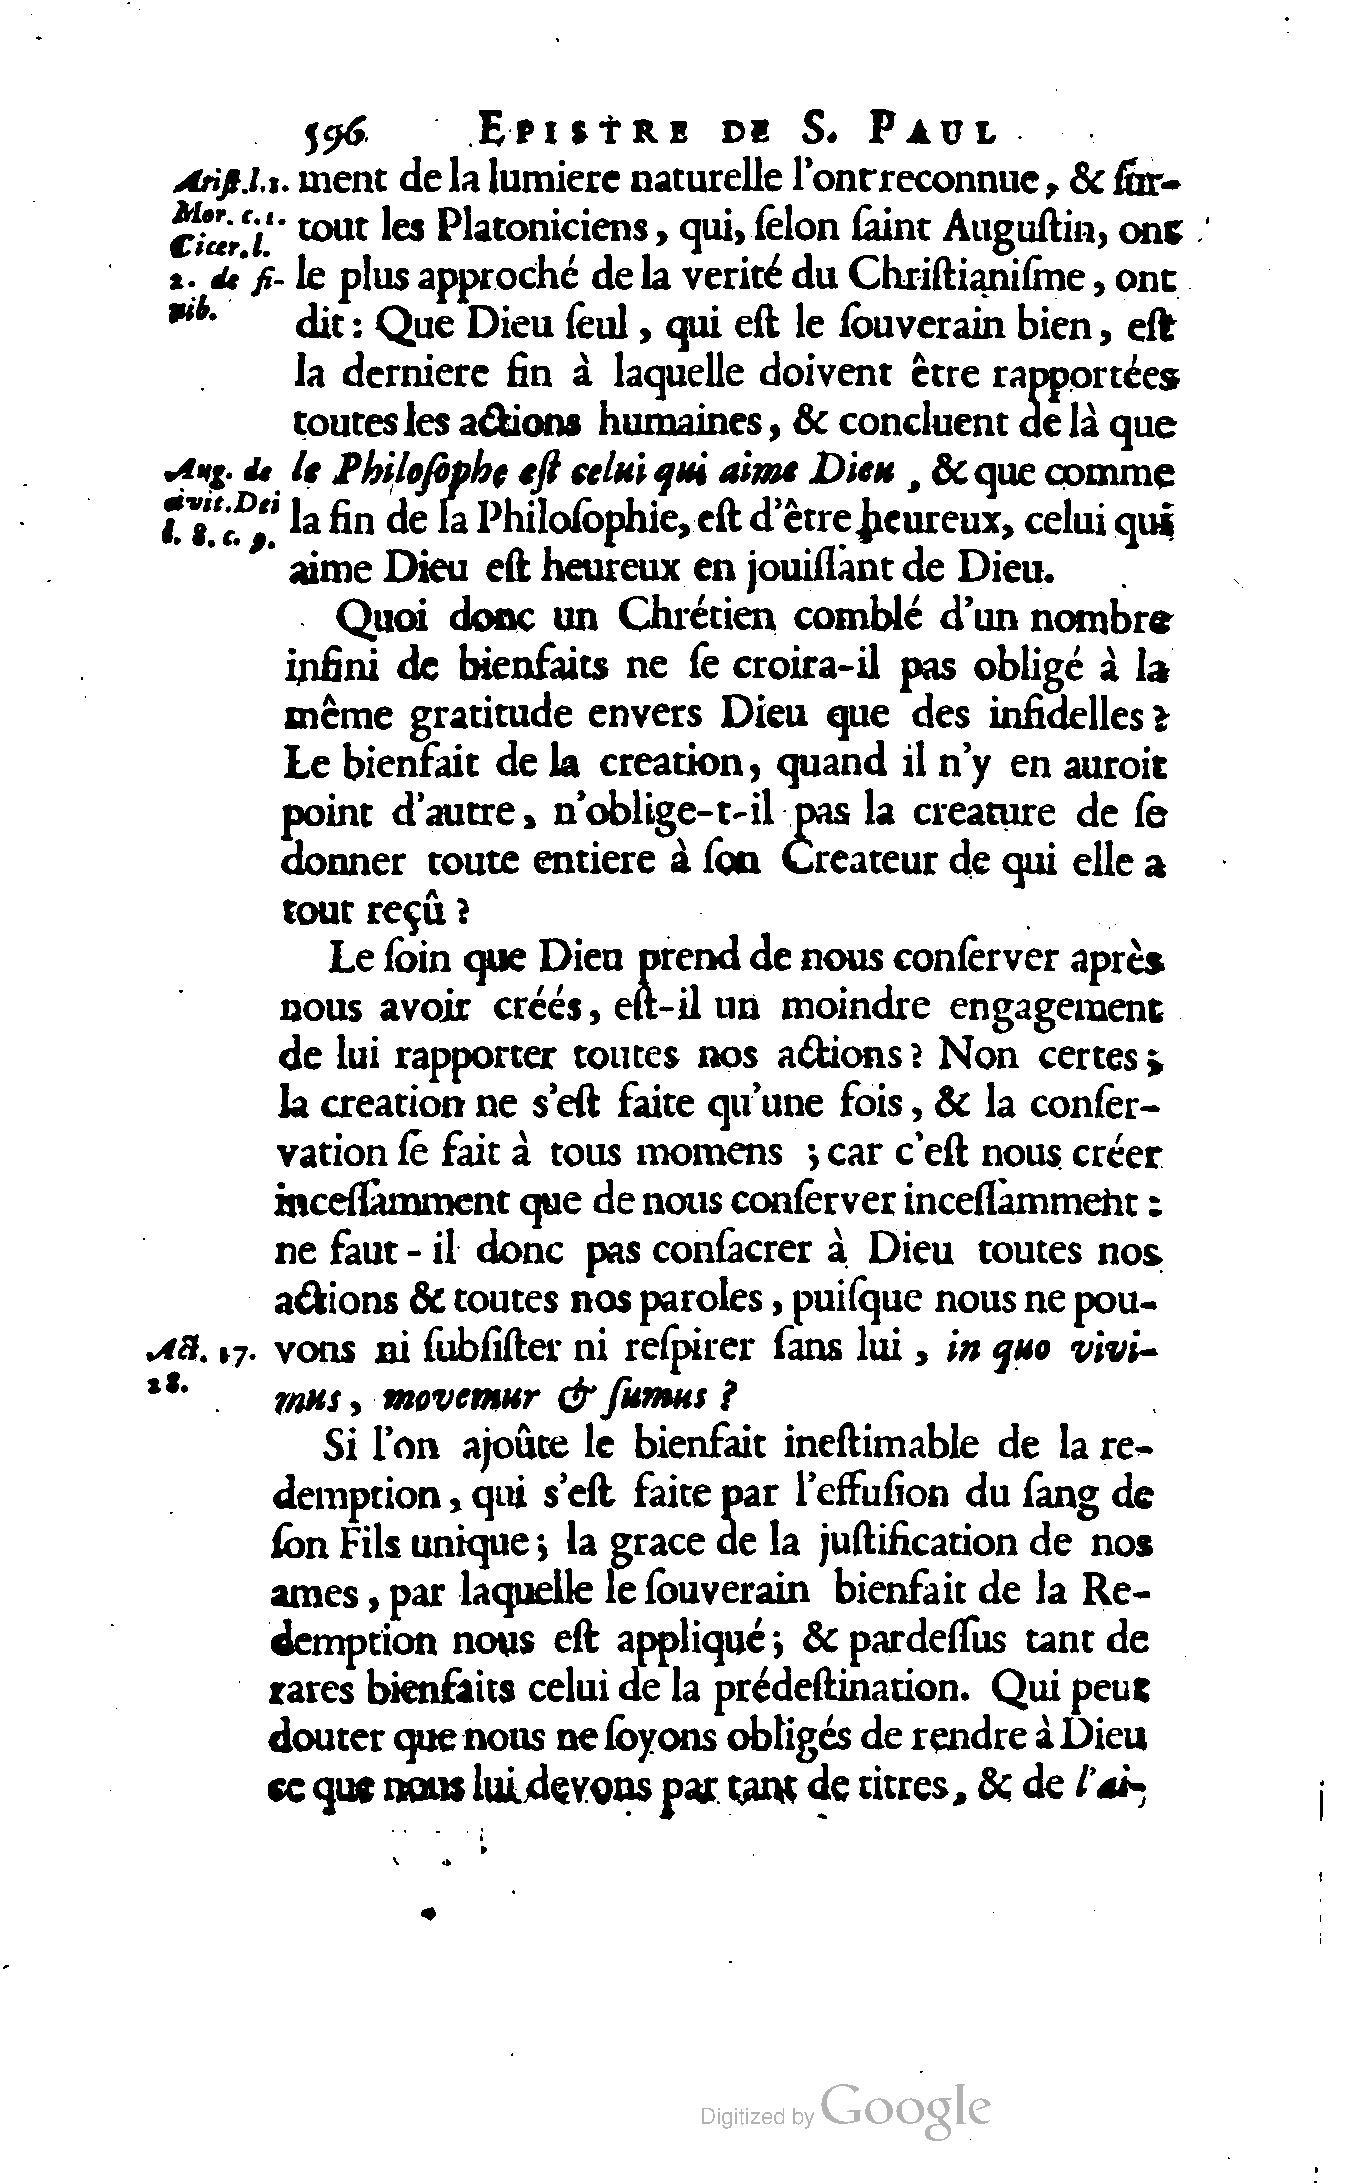 596 EPISTRE DE S. PAUL
Arist. l. 1. ment de la lumiere naturelle l'ont reconnue, & ſur-
Mor. c. 1. tout les Platoniciens, qui, ſelon ſaint Auguſtin, ont
Cicer. l.
2. de fi- le plus approché de la verité du Chriſtianiſme, ont
nib. dit : Que Dieu ſeul, qui eſt le ſouverain bien, eſt
la derniere fin à laquelle doivent être rapportées
toutes les actions humaines, & concluent de là que
Aug. de le Philoſophe eſt celui qui aime Dieu, & que comme
civit. Dei la fin de la Philoſophie, eſt d'être heureux, celui qui
l. 8. c. 9.
aime Dieu eſt heureux en jouiſſant de Dieu.
Quoi donc un Chrétien comblé d'un nombre
infini de bienfaits ne ſe croira-il pas obligé à la
même gratitude envers Dieu que des infidelles ?
Le bienfait de la creation, quand il n'y en auroit
point d'autre, n'oblige-t-il pas la creature de ſe
donner toute entiere à ſon Createur de qui elle a
tout reçû ?
Le ſoin que Dieu prend de nous conſerver après
nous avoir créés, eſt-il un moindre engagement
de lui rapporter toutes nos actions ? Non certes ;
la creation ne s'eſt faite qu'une fois, & la conſer-
vation ſe fait à tous momens ; car c'eſt nous créer
inceſſamment que de nous conſerver inceſſamment :
ne faut-il donc pas conſacrer à Dieu toutes nos
actions & toutes nos paroles, puiſque nous ne pou-
Act. 17. vons ni ſubſiſter ni reſpirer ſans lui, in quo vivi-
28. mus, movemur & ſumus ?
Si l'on ajoûte le bienfait ineſtimable de la re-
demption, qui s'eſt faite par l'effuſion du ſang de
ſon Fils unique ; la grace de la juſtification de nos
ames, par laquelle le ſouverain bienfait de la Re-
demption nous eſt appliqué ; & pardeſſus tant de
rares bienfaits celui de la prédeſtination. Qui peut
douter que nous ne ſoyons obligés de rendre à Dieu
ce que nous lui devons par tant de titres, & de l'ai-
Digitized by Google